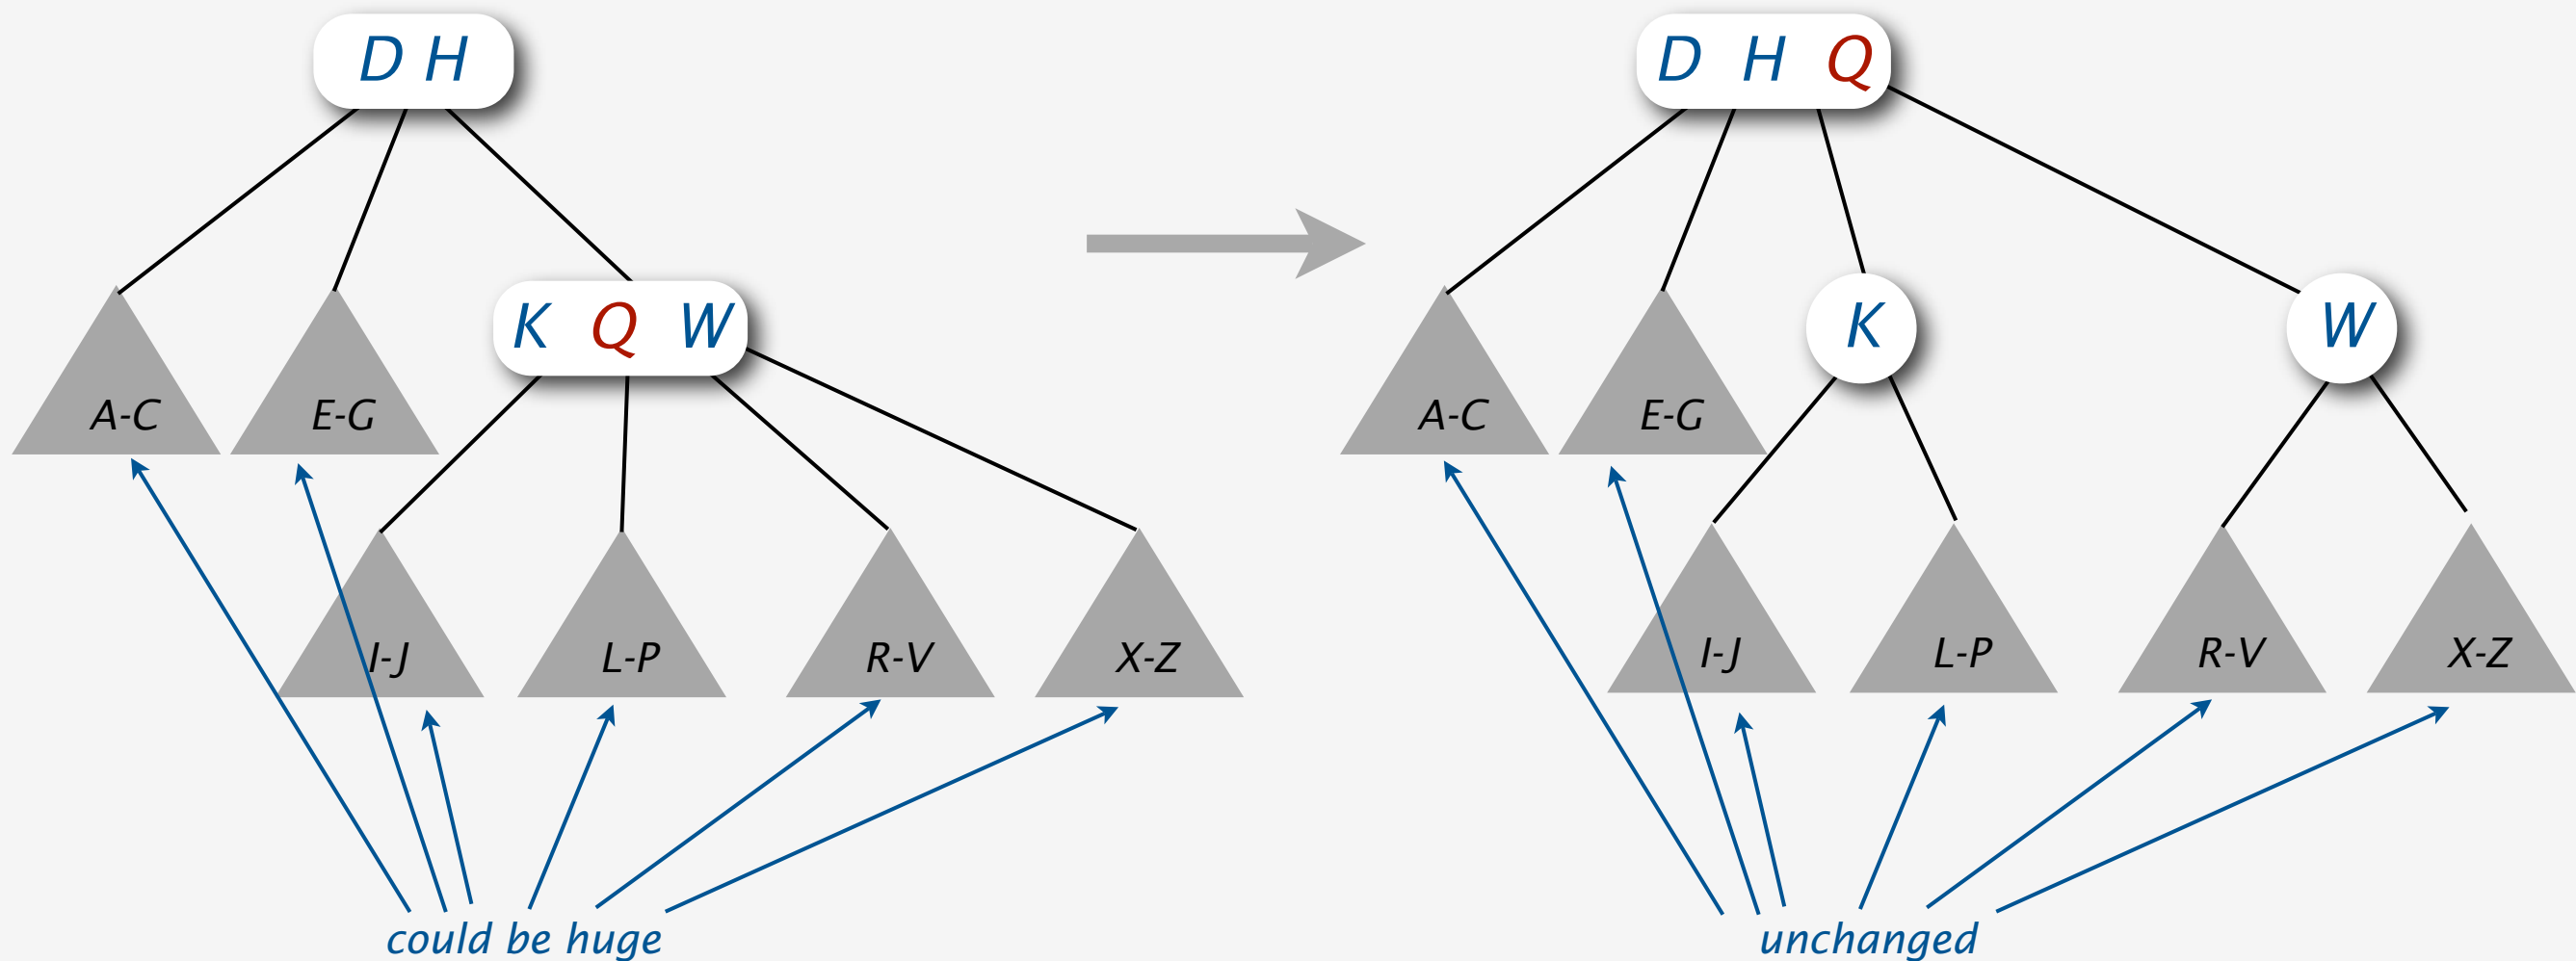 D H
D H Q
K Q W
K
W
A-C
E-G
A-C
E-G
I-J
L-P
R-V
X-Z
I-J
L-P
R-V
X-Z
could be huge
unchanged